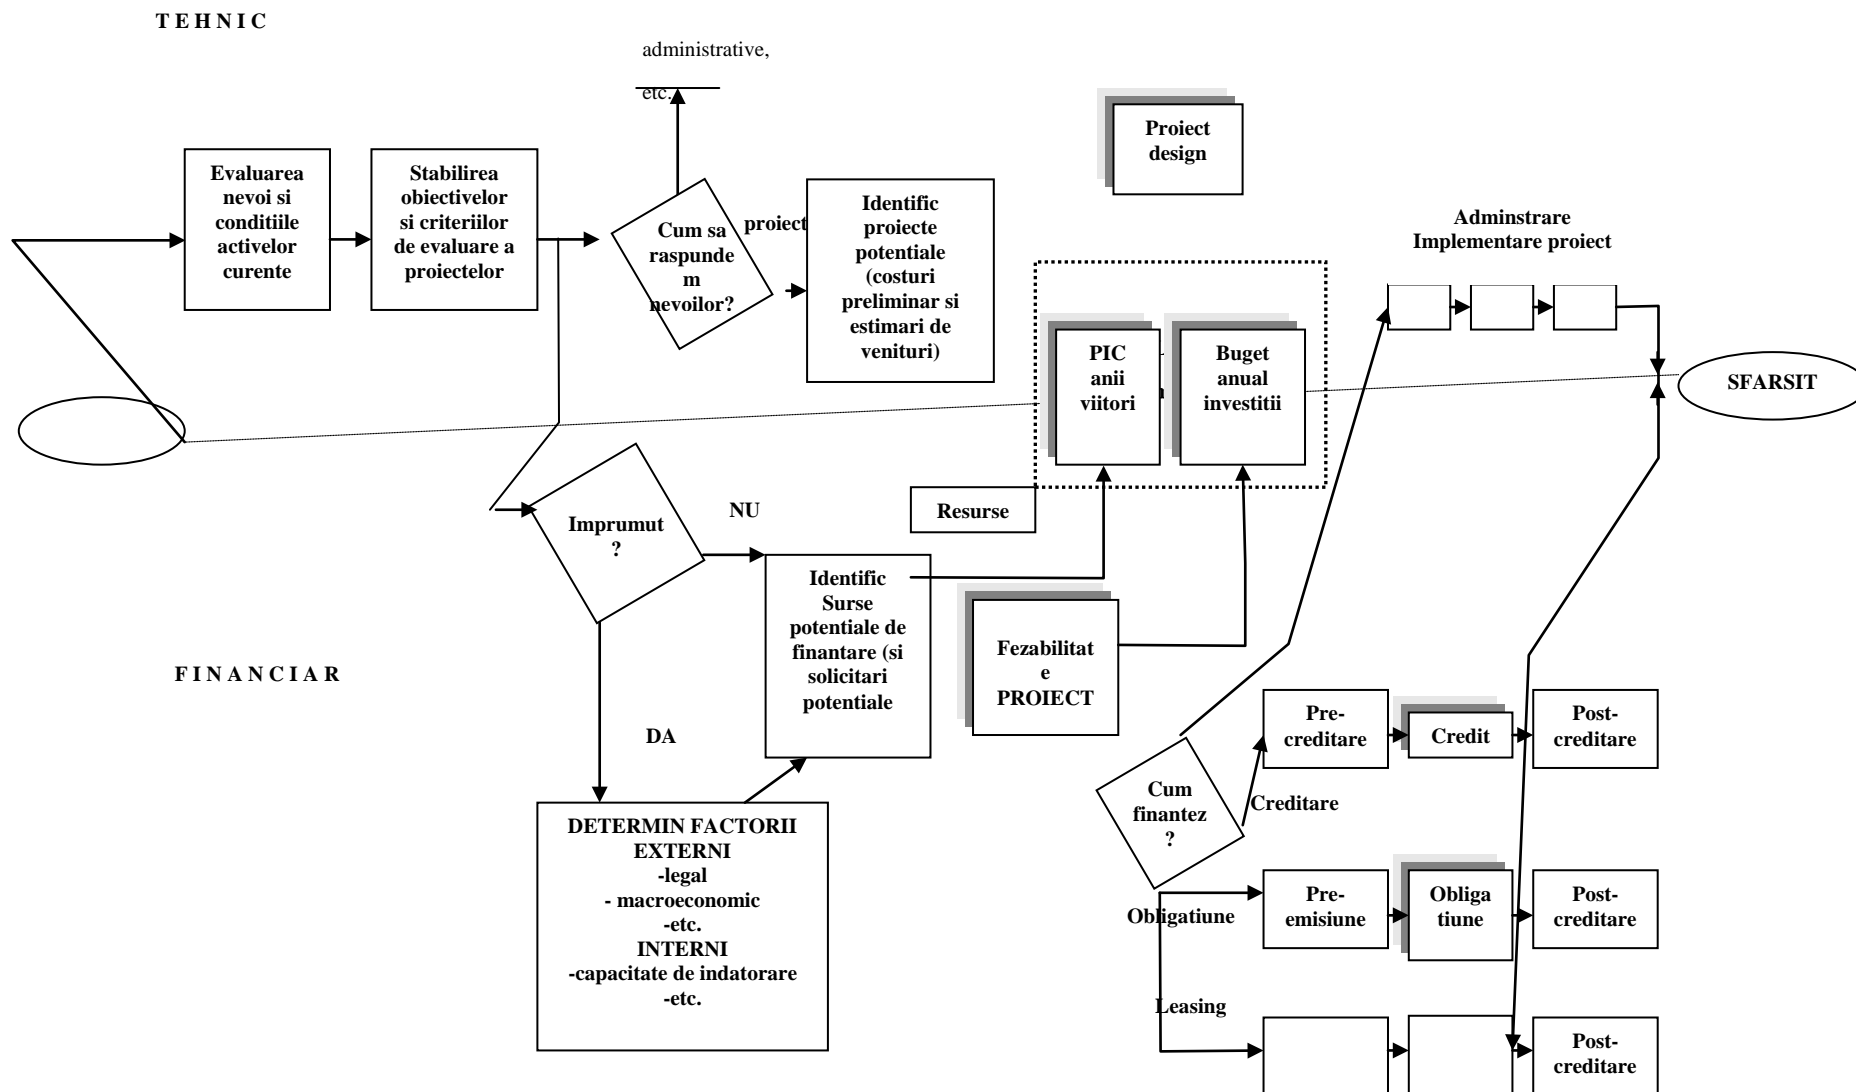 T E H N I C
administrative,
etc.
Proiect
design
Evaluarea
nevoi si
conditiile
activelor
curente
Stabilirea
obiectivelor
si criteriilor
de evaluare a
proiectelor
Cum sa
raspunde
m
nevoilor?
proiect
Identific
proiecte
potentiale
(costuri
preliminar si
estimari de
venituri)
Adminstrare
Implementare proiect
PIC
anii
viitori
Buget
anual
investitii
SFARSIT
Imprumut
?
NU
Resurse
Identific
Surse
potentiale de
finantare (si
solicitari
potentiale
Fezabilitat
e
PROIECT
F I N A N C I A R
DA
DETERMIN FACTORII
EXTERNI
-legal
- macroeconomic
-etc.
INTERNI
-capacitate de indatorare
-etc.
Cum
finantez
?
Creditare
Pre-
creditare
Credit
Post-
creditare
Obligatiune
Pre-
emisiune
Obliga
tiune
Post-
creditare
Leasing
Post-
creditare